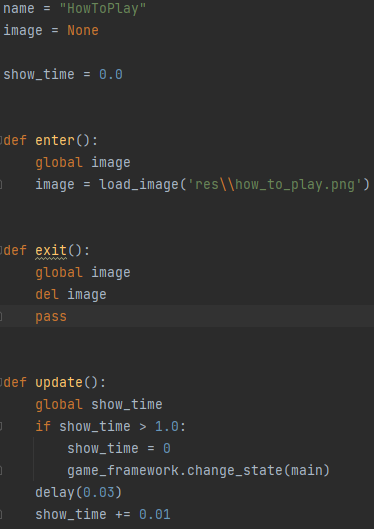 name = "HowToPlay"
image = None
show_time = 0.0
def enter():
    global image
    image = load_image('res\\how_to_play.png')
def exit():
    global image
    del image
    pass
def update():
    global show_time
    if show_time > 1.0:
        show_time = 0
        game_framework.change_state(main)
    delay(0.03)
    show_time += 0.01